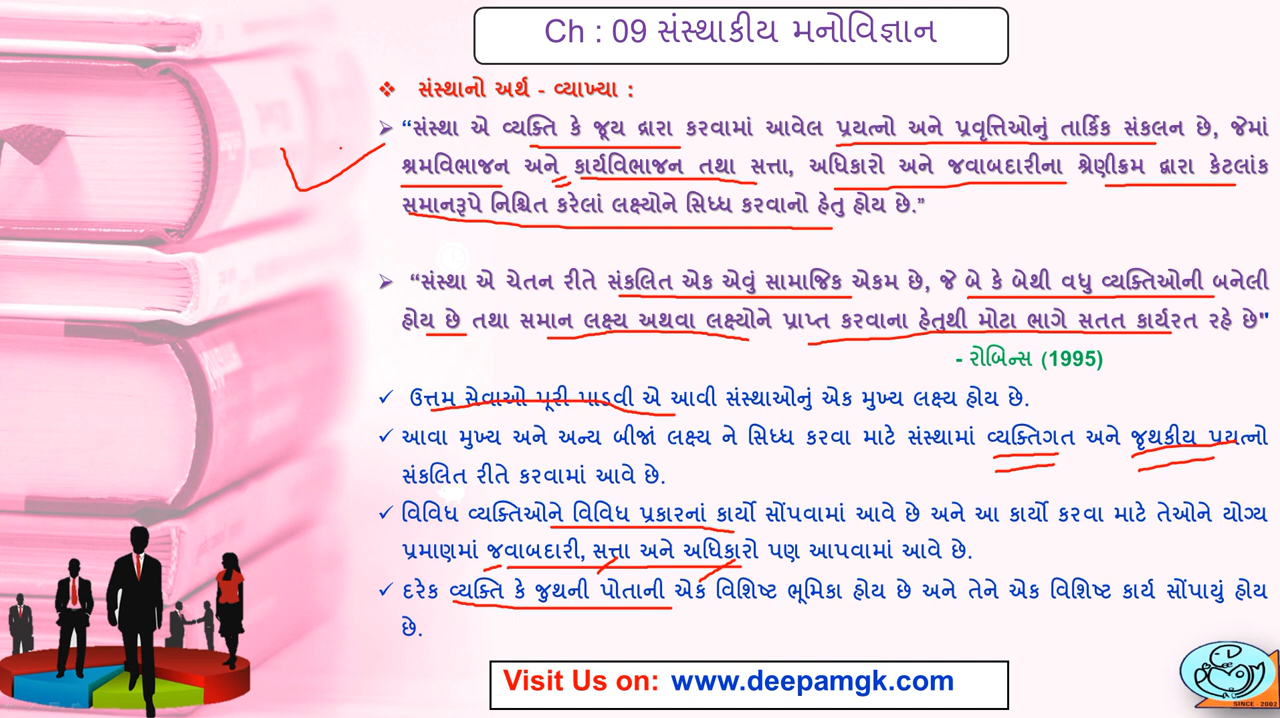 Ch : 09 સંસ્થાકીય મનોવિજ્ઞાન
❖ સંસ્થાનો અર્થ - વ્યાખ્યા :
➢ “સંસ્થા એ વ્યક્તિ કે જૂય દ્રારા કરવામાં આવેલ પ્રયત્નો અને પ્રવૃત્તિઓનું તાર્કિક સંકલન છે, જેમાં
શ્રમવિભાજન અને કાર્યવિભાજન તથા સત્તા, અધિકારો અને જવાબદારીના શ્રેણીક્રમ દ્વારા કેટલાંક
સમાનરૂપે નિશ્ચિત કરેલાં લક્ષ્યોને સિધ્ધ કરવાનો હેતુ હોય છે.”
➢ “સંસ્થા એ ચેતન રીતે સંકલિત એક એવું સામાજિક એકમ છે, જે બે કે બેથી વધુ વ્યક્તિઓની બનેલી
હોય છે તથા સમાન લક્ષ્ય અથવા લક્ષ્યોને પ્રાપ્ત કરવાના હેતુથી મોટા ભાગે સતત કાર્યરત રહે છે"
- રોબિન્સ (1995)
✓ ઉત્તમ સેવાઓ પૂરી પાડવી એ આવી સંસ્થાઓનું એક મુખ્ય લક્ષ્ય હોય છે.
✓ આવા મુખ્ય અને અન્ય બીજાં લક્ષ્ય ને સિધ્ધ કરવા માટે સંસ્થામાં વ્યક્તિગત અને જૃથકીય પ્રયત્નો
સંકલિત રીતે કરવામાં આવે છે.
✓ વિવિધ વ્યક્તિઓને વિવિધ પ્રકારનાં કાર્યો સોંપવામાં આવે છે અને આ કાર્યો કરવા માટે તેઓને યોગ્ય
પ્રમાણમાં જવાબદારી, સત્તા અને અધિકારો પણ આપવામાં આવે છે.
✓ દરેક વ્યક્તિ કે જુથની પોતાની એક વિશિષ્ટ ભૂમિકા હોય છે અને તેને એક વિશિષ્ટ કાર્ય સોંપાયું હોય
છે.
Visit Us on: www.deepamgk.com
SINCE - 2002